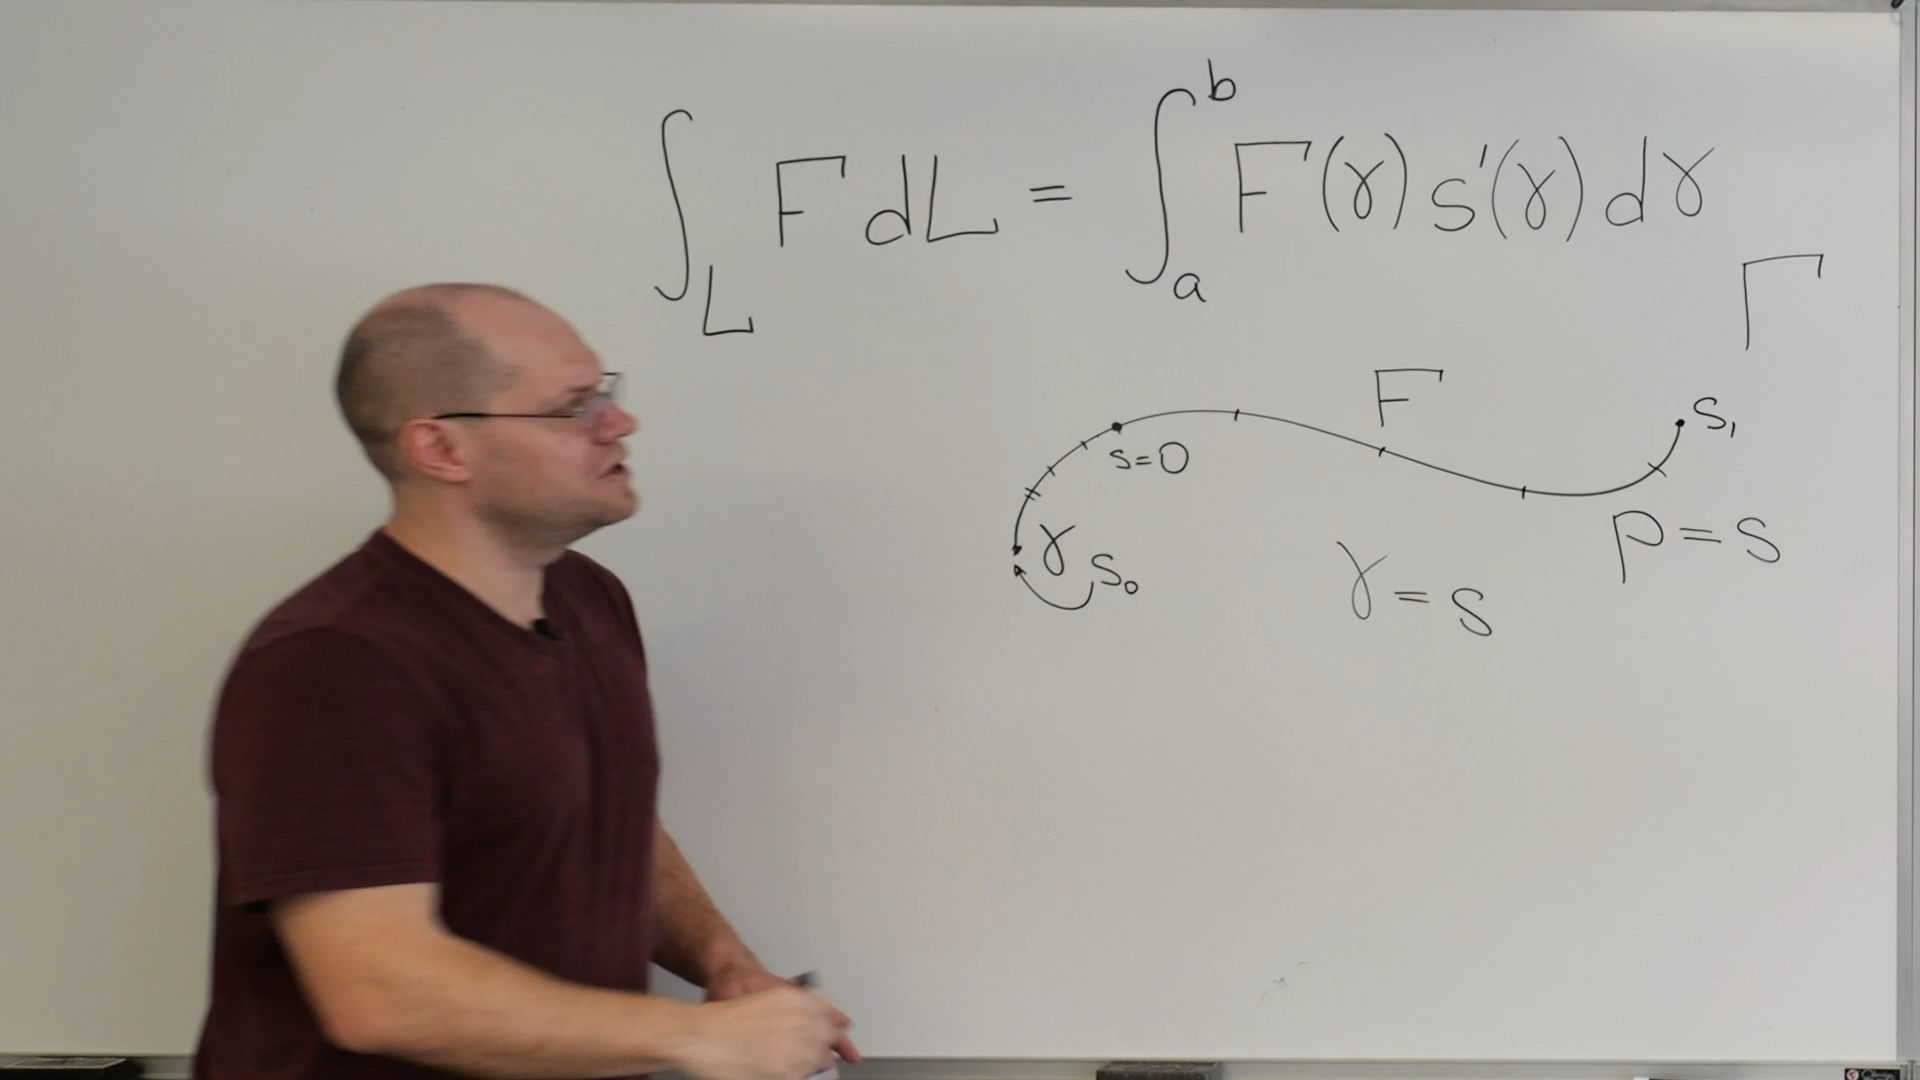 ∫_L F dL = ∫_a^b F(γ) s′(γ) dγ
Γ
F
s₁
s=0
γ
s₀
γ = s
p = s